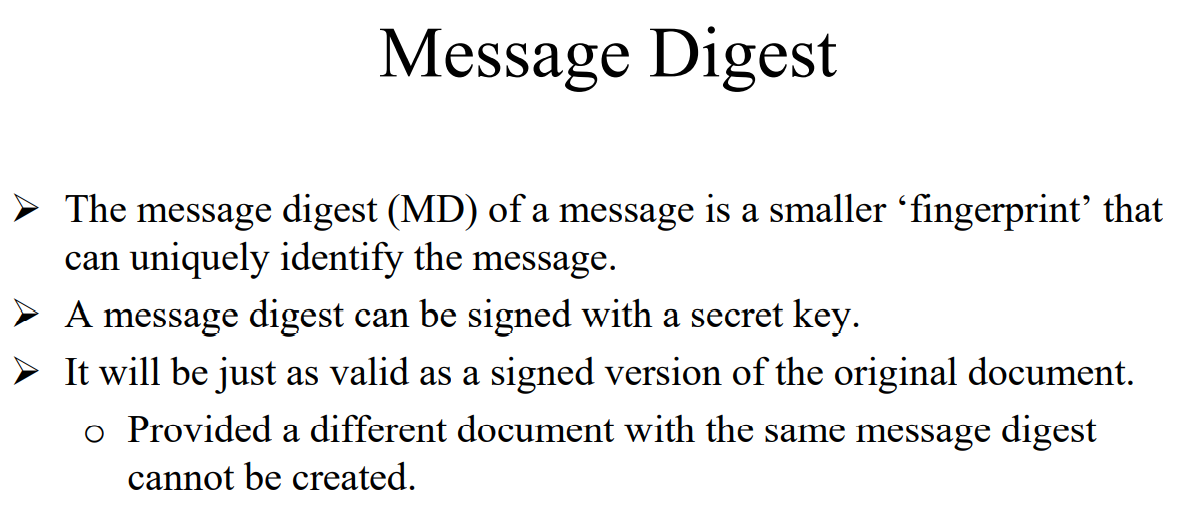 Message Digest
➢ The message digest (MD) of a message is a smaller ‘fingerprint’ that
can uniquely identify the message.
➢ A message digest can be signed with a secret key.
➢ It will be just as valid as a signed version of the original document.
o Provided a different document with the same message digest
cannot be created.